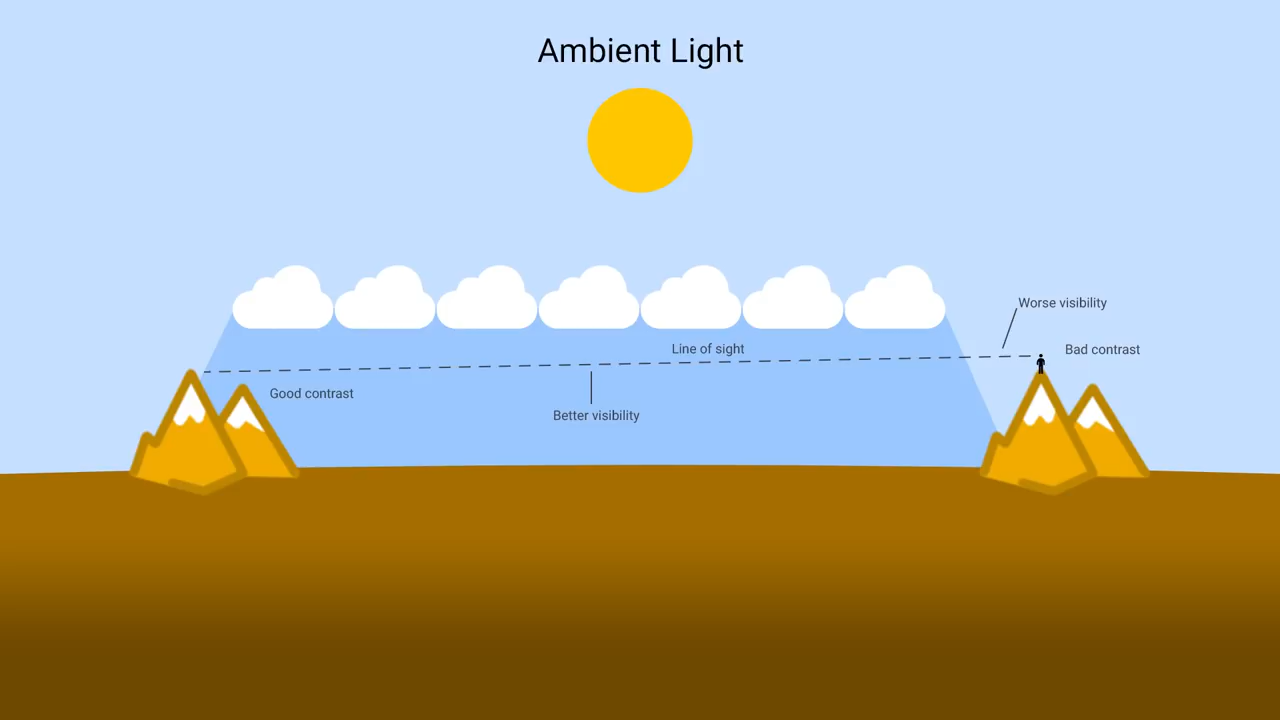 Ambient Light
Worse visibility
Line of sight
Bad contrast
Good contrast
Better visibility